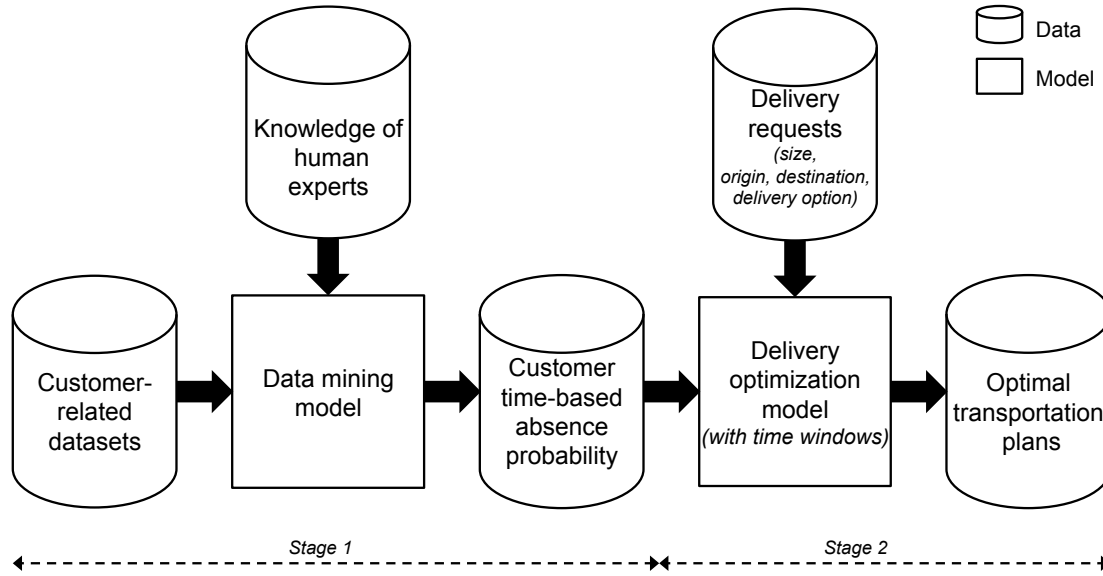 Data
Model
Knowledge of
human
experts
Delivery
requests
(size,
origin, destination,
delivery option)
Customer-
related
datasets
Data mining
model
Customer
time-based
absence
probability
Delivery
optimization
model
(with time windows)
Optimal
transportation
plans
Stage 1
Stage 2